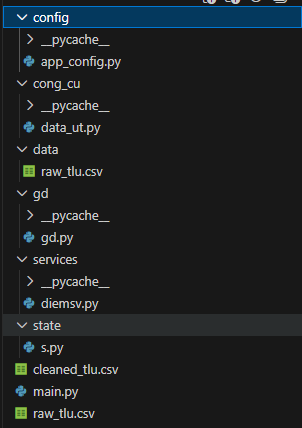 config
__pycache__
app_config.py
cong_cu
__pycache__
data_ut.py
data
raw_tlu.csv
gd
__pycache__
gd.py
services
__pycache__
diemsv.py
state
s.py
cleaned_tlu.csv
main.py
raw_tlu.csv